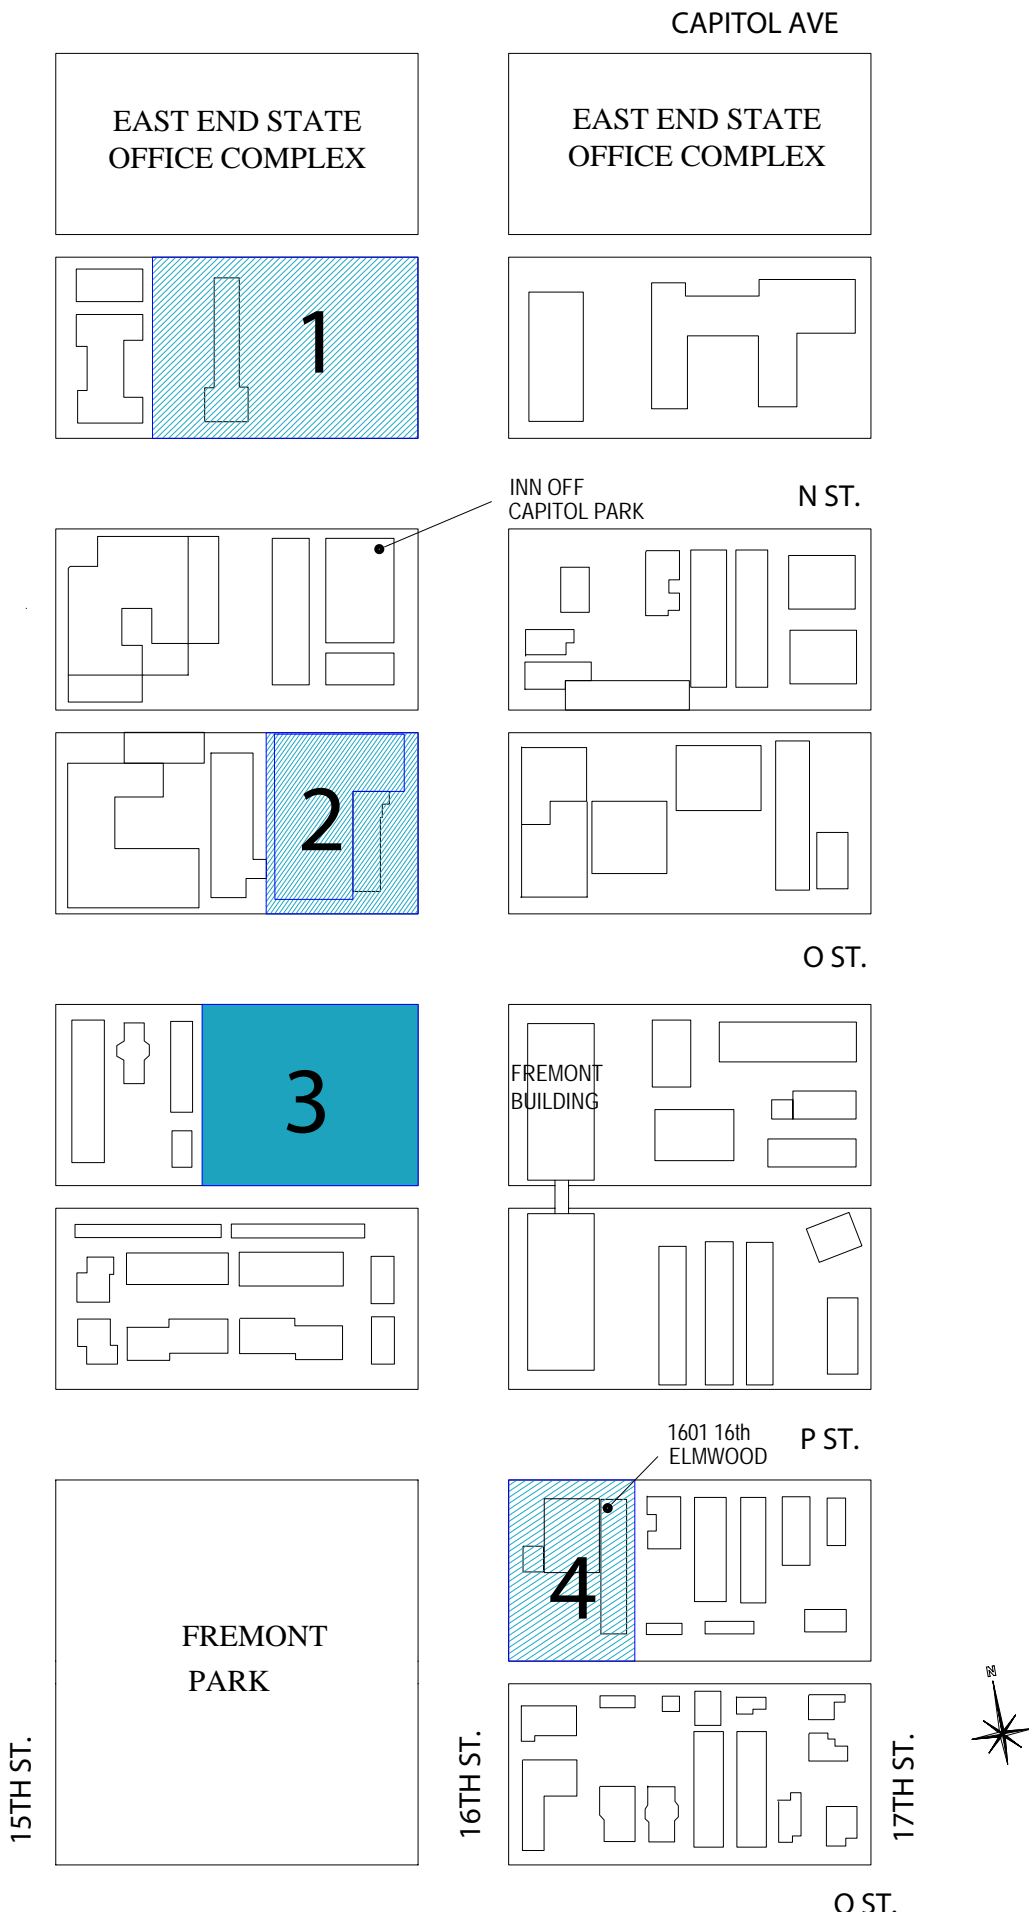 CAPITOL AVE
EAST END STATE
OFFICE COMPLEX
EAST END STATE
OFFICE COMPLEX
1
INN OFF
CAPITOL PARK
N ST.
2
O ST.
3
FREMONT
BUILDING
1601 16th
ELMWOOD
P ST.
4
FREMONT
PARK
N
15TH ST.
16TH ST.
17TH ST.
Q ST.